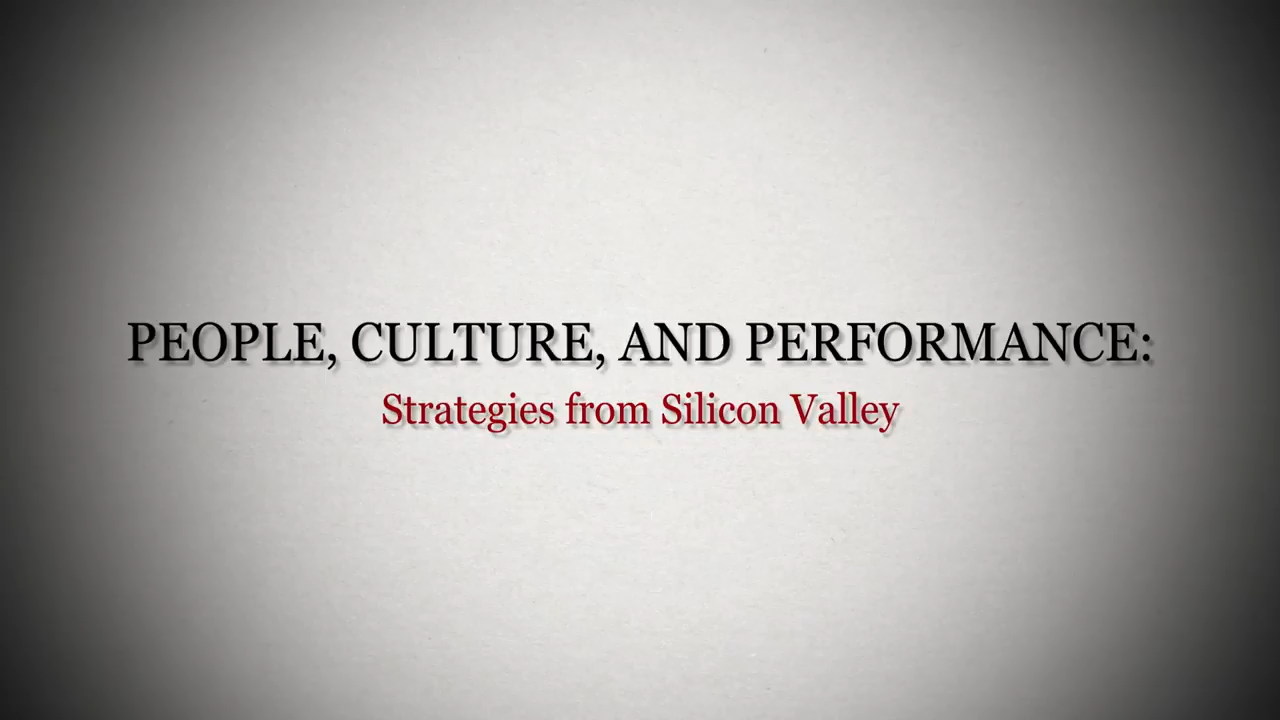 PEOPLE, CULTURE, AND PERFORMANCE:
Strategies from Silicon Valley